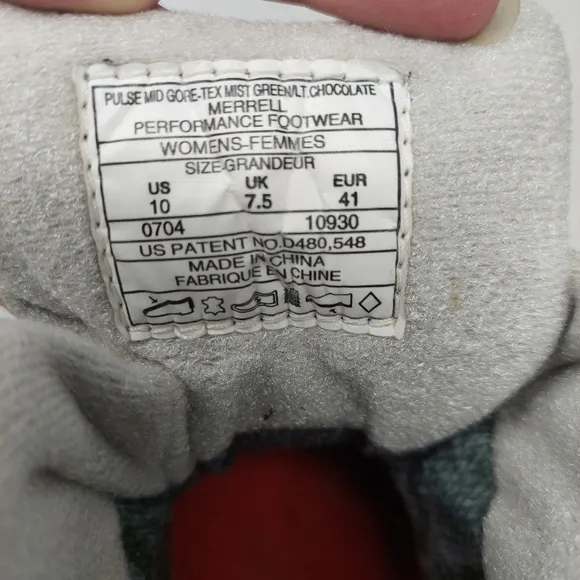 PULSE MID GORE-TEX MIST GREEN/LT.CHOCOLATE
MERRELL
PERFORMANCE FOOTWEAR
WOMENS-FEMMES
SIZE-GRANDEUR
US UK EUR
10 7.5 41
0704 10930
US PATENT NO.D480,548
MADE IN CHINA
FABRIQUE EN CHINE